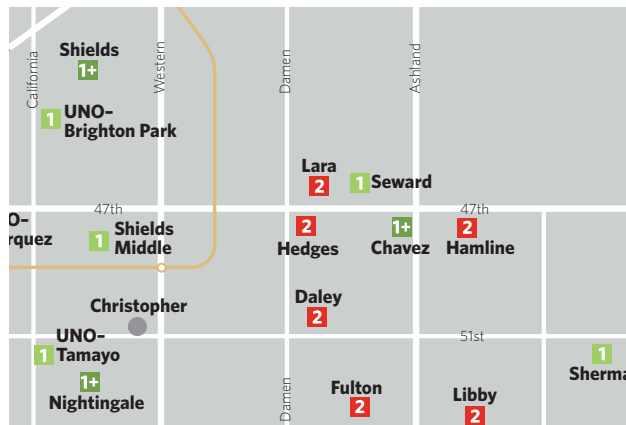 Shields
1+
California
Western
Damen
Ashland
1
UNO–
Brighton Park
Lara
2
1
Seward
47th
47th
O–
rquez
1
Shields
Middle
2
Hedges
1+
Chavez
2
Hamline
Christopher
Daley
2
51st
UNO–
Tamayo
1
1
Sherma
1+
Nightingale
Damen
Fulton
2
Libby
2